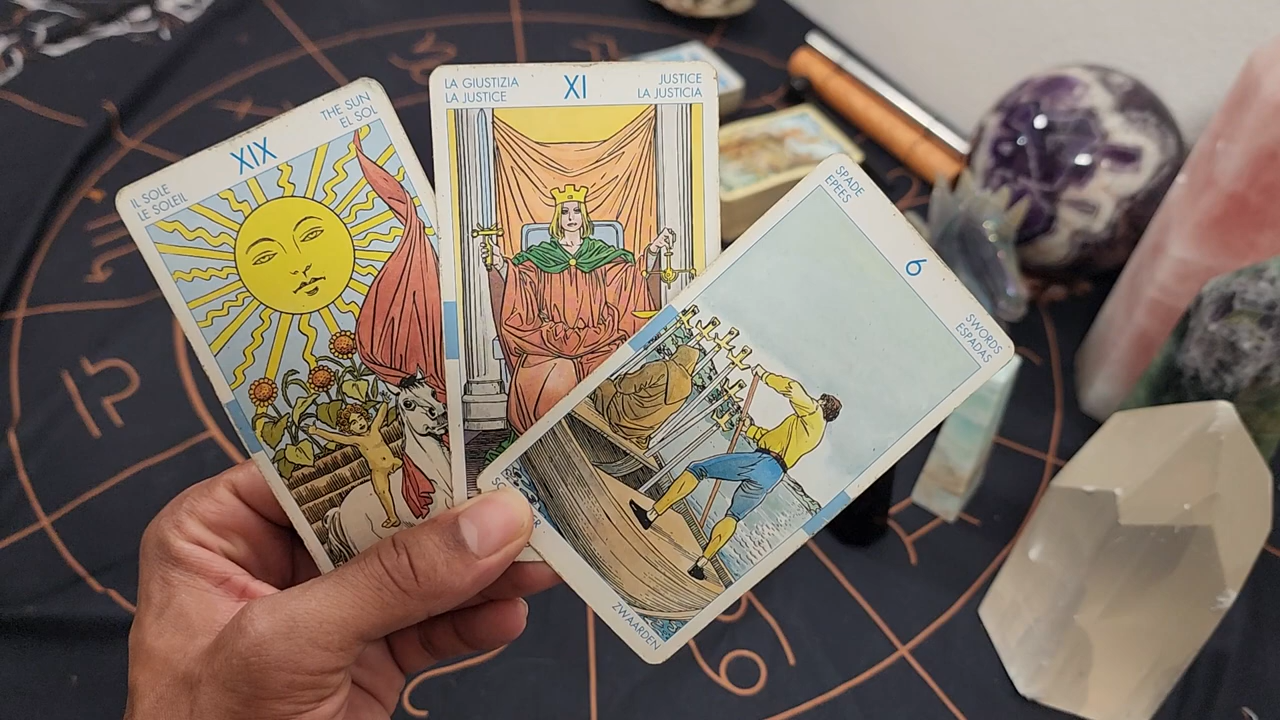 XIX
IL SOLE
LE SOLEIL
THE SUN
EL SOL
LA GIUSTIZIA
LA JUSTICE
XI
JUSTICE
LA JUSTICIA
SPADE
EPEES
6
SWORDS
ESPADAS
ZWAARDEN